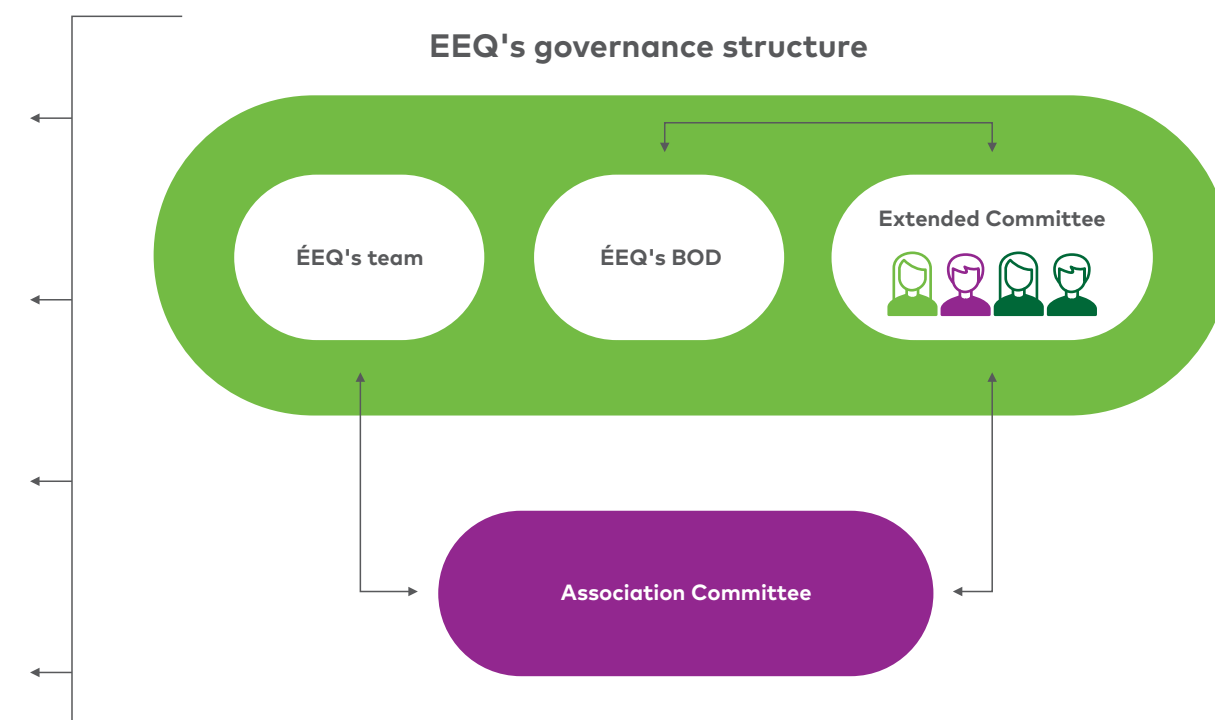 EEQ's governance structure
ÉEQ's team
ÉEQ's BOD
Extended Committee
Association Committee